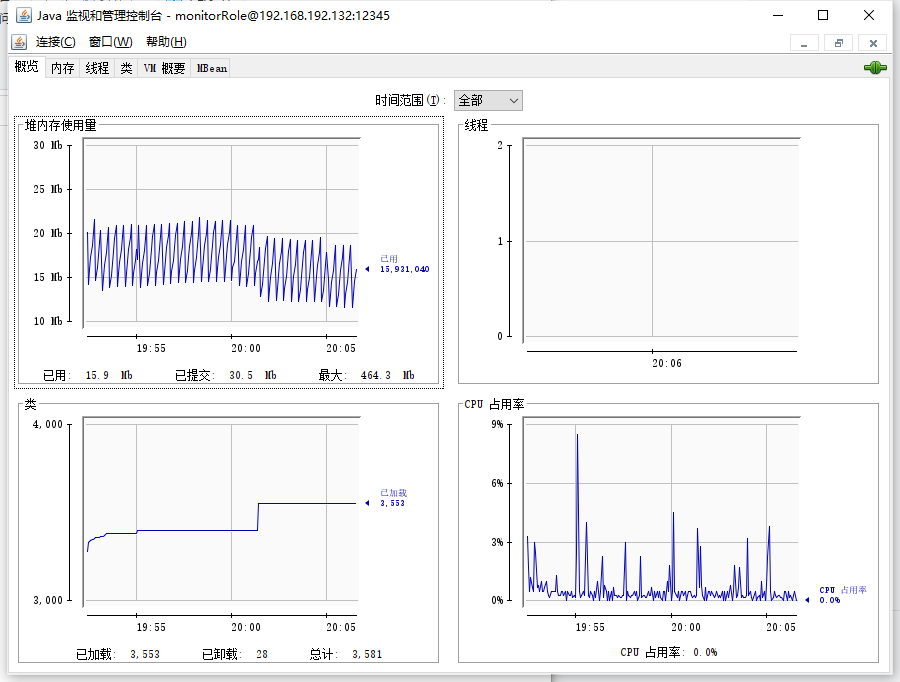 Java 监视和管理控制台 - monitorRole@192.168.192.132:12345
连接(C) 窗口(W) 帮助(H)
概览 内存 线程 类 VM 概要 MBean
时间范围(T): 全部
堆内存使用量
30 Mb
25 Mb
20 Mb
15 Mb
10 Mb
已用
15,931,040
19:55 20:00 20:05
已用: 15.9 Mb 已提交: 30.5 Mb 最大: 464.3 Mb
线程
2
1
0
20:06
类
4,000
3,000
已加载
3,553
19:55 20:00 20:05
已加载: 3,553 已卸载: 28 总计: 3,581
CPU 占用率
9%
6%
3%
0%
CPU 占用率
0.0%
19:55 20:00 20:05
CPU 占用率: 0.0%